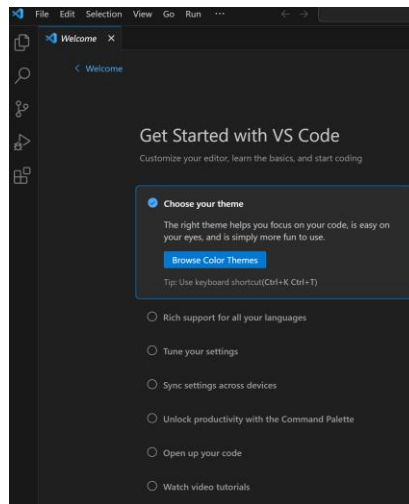 File Edit Selection View Go Run ...
Welcome
Welcome
Get Started with VS Code
Customize your editor, learn the basics, and start coding
Choose your theme
The right theme helps you focus on your code, is easy on
your eyes, and is simply more fun to use.
Browse Color Themes
Tip: Use keyboard shortcut(Ctrl+K Ctrl+T)
Rich support for all your languages
Tune your settings
Sync settings across devices
Unlock productivity with the Command Palette
Open up your code
Watch video tutorials